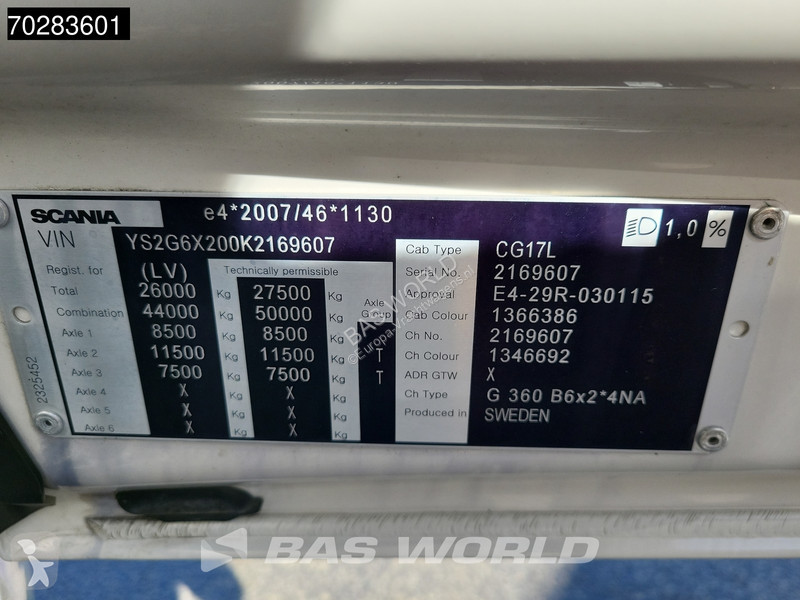 70283601
SCANIA e4*2007/46*1130 1,0 %
VIN YS2G6X200K2169607
Regist. for (LV) Technically permissible
Total 26000 Kg 27500 Kg
Combination 44000 Kg 50000 Kg Axle Group
Axle 1 8500 Kg 8500 Kg
Axle 2 11500 Kg 11500 Kg T
Axle 3 7500 Kg 7500 Kg T
Axle 4 X Kg X Kg
Axle 5 X Kg X Kg
Axle 6 X Kg X Kg
Cab Type CG17L
Serial No. 2169607
Approval E4-29R-030115
Cab Colour 1366386
Ch No. 2169607
Ch Colour 1346692
ADR GTW X
Ch Type G 360 B6x2*4NA
Produced in SWEDEN
2325452
BAS WORLD
BAS WORLD